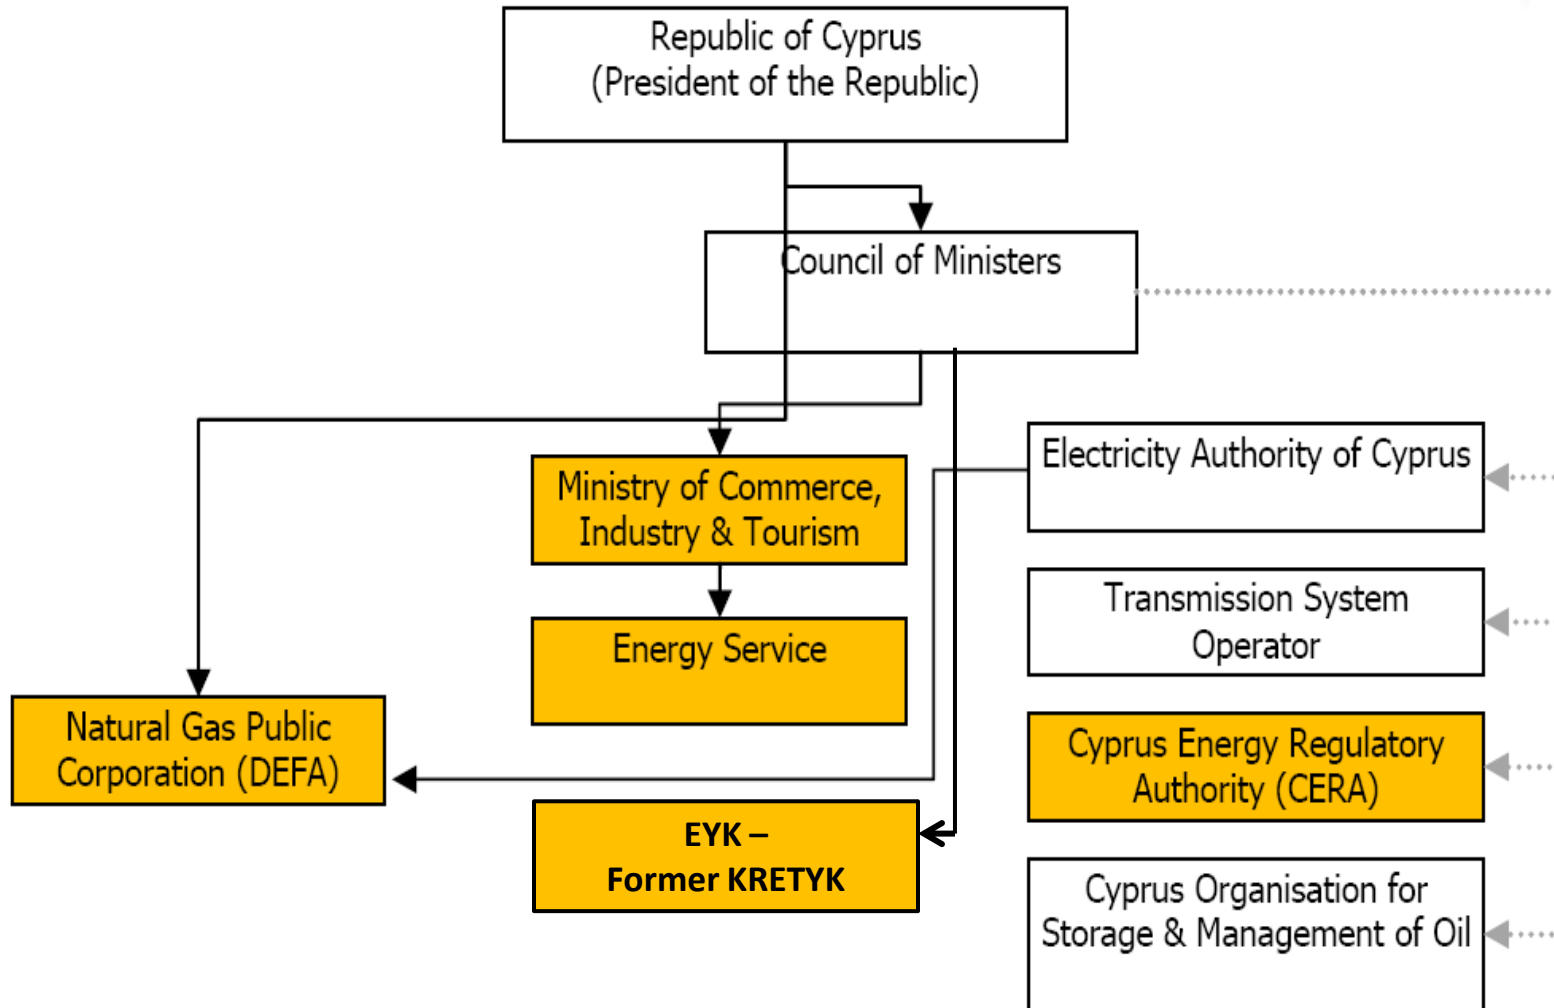 Republic of Cyprus
(President of the Republic)
Council of Ministers
Electricity Authority of Cyprus
Ministry of Commerce,
Industry & Tourism
Transmission System
Operator
Energy Service
Natural Gas Public
Corporation (DEFA)
Cyprus Energy Regulatory
Authority (CERA)
EYK –
Former KRETYK
Cyprus Organisation for
Storage & Management of Oil